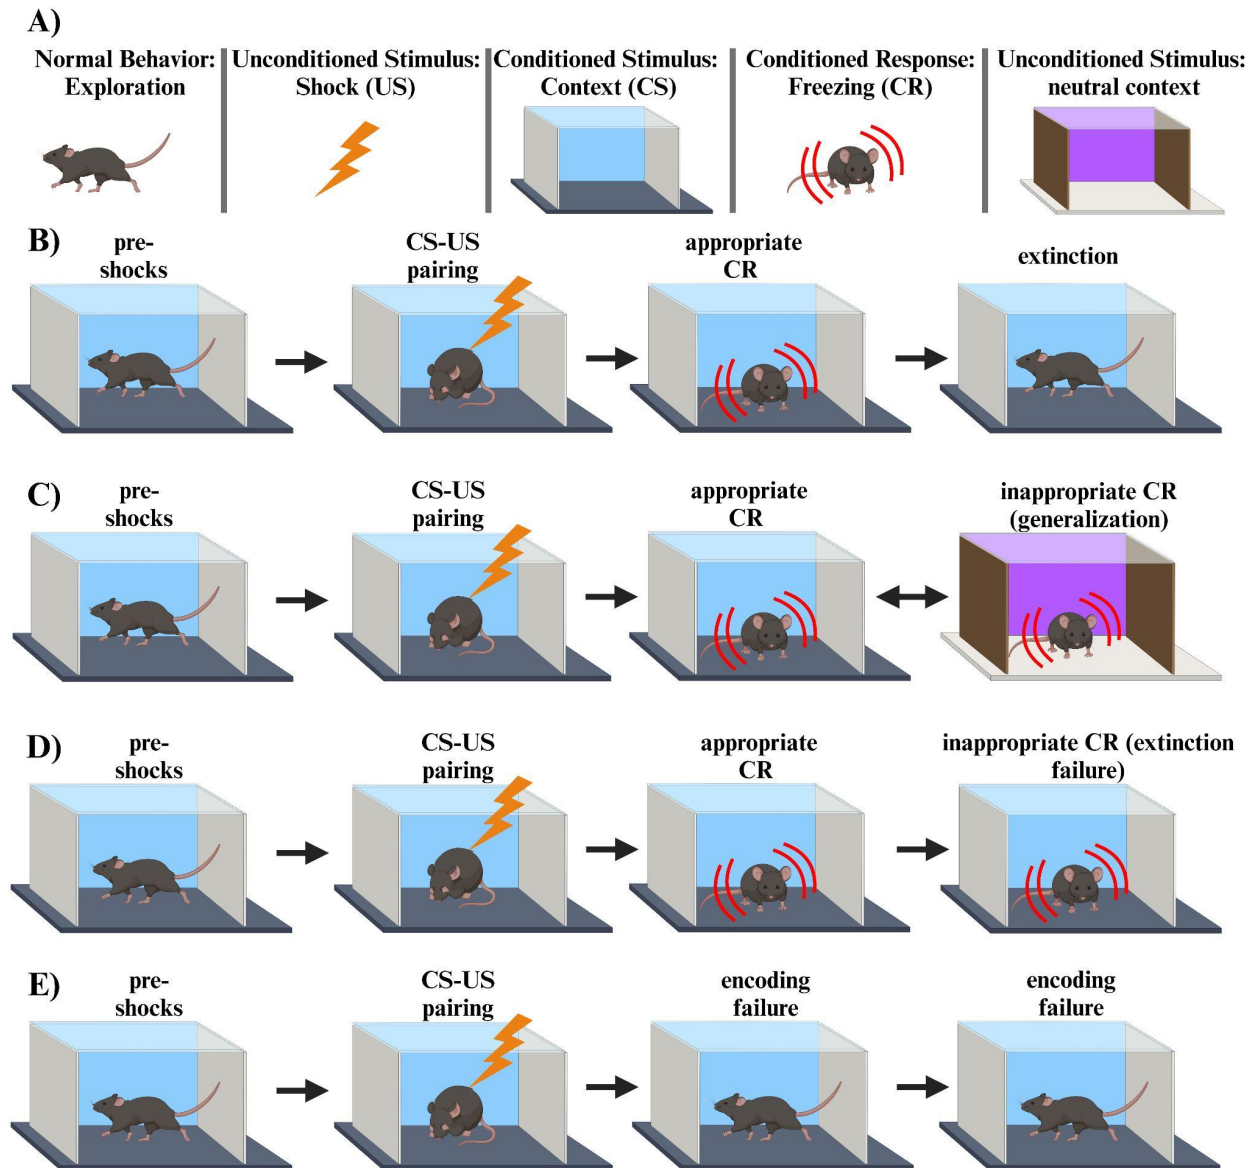 A)
Normal Behavior:
Exploration
Unconditioned Stimulus:
Shock (US)
Conditioned Stimulus:
Context (CS)
Conditioned Response:
Freezing (CR)
Unconditioned Stimulus:
neutral context
B)
pre-
shocks
CS-US
pairing
appropriate
CR
extinction
C)
pre-
shocks
CS-US
pairing
appropriate
CR
inappropriate CR
(generalization)
D)
pre-
shocks
CS-US
pairing
appropriate
CR
inappropriate CR (extinction
failure)
E)
pre-
shocks
CS-US
pairing
encoding
failure
encoding
failure